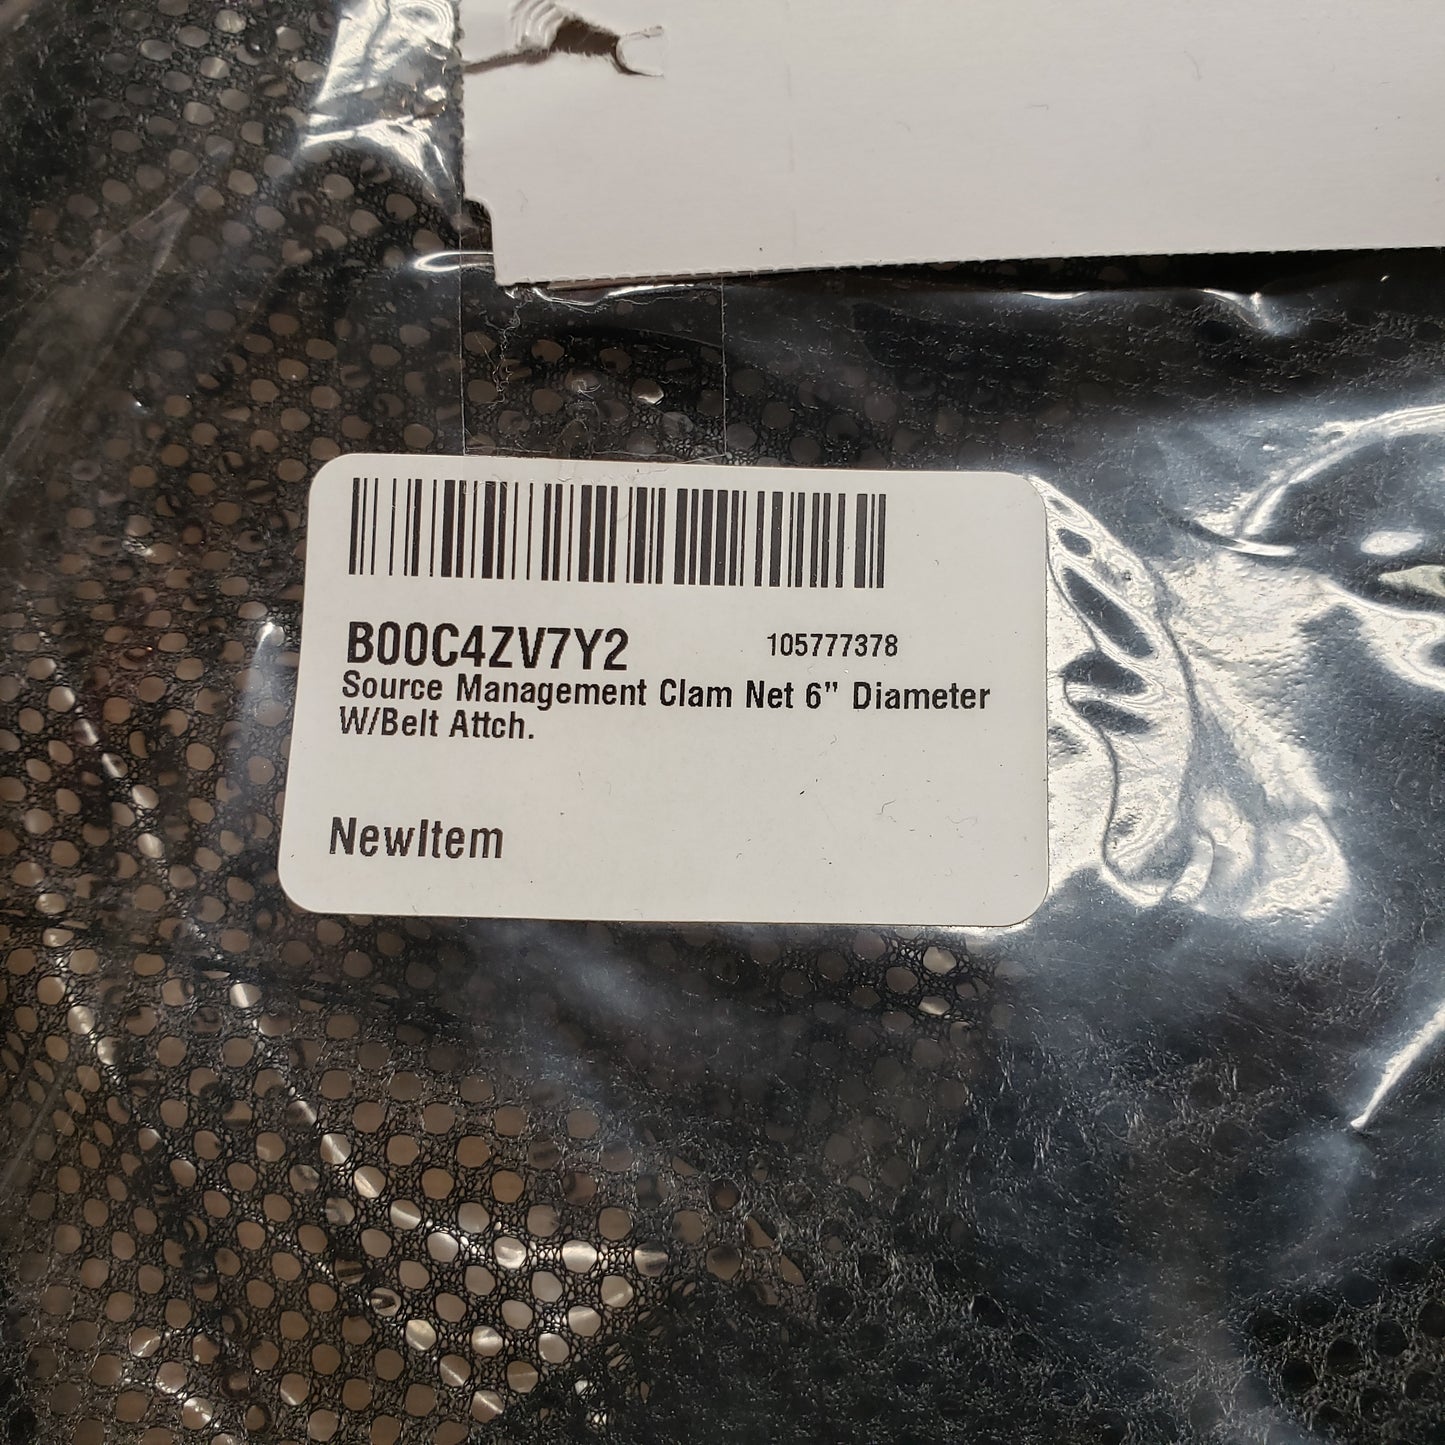 B00C4ZV7Y2 105777378
Source Management Clam Net 6” Diameter
W/Belt Attch.
NewItem